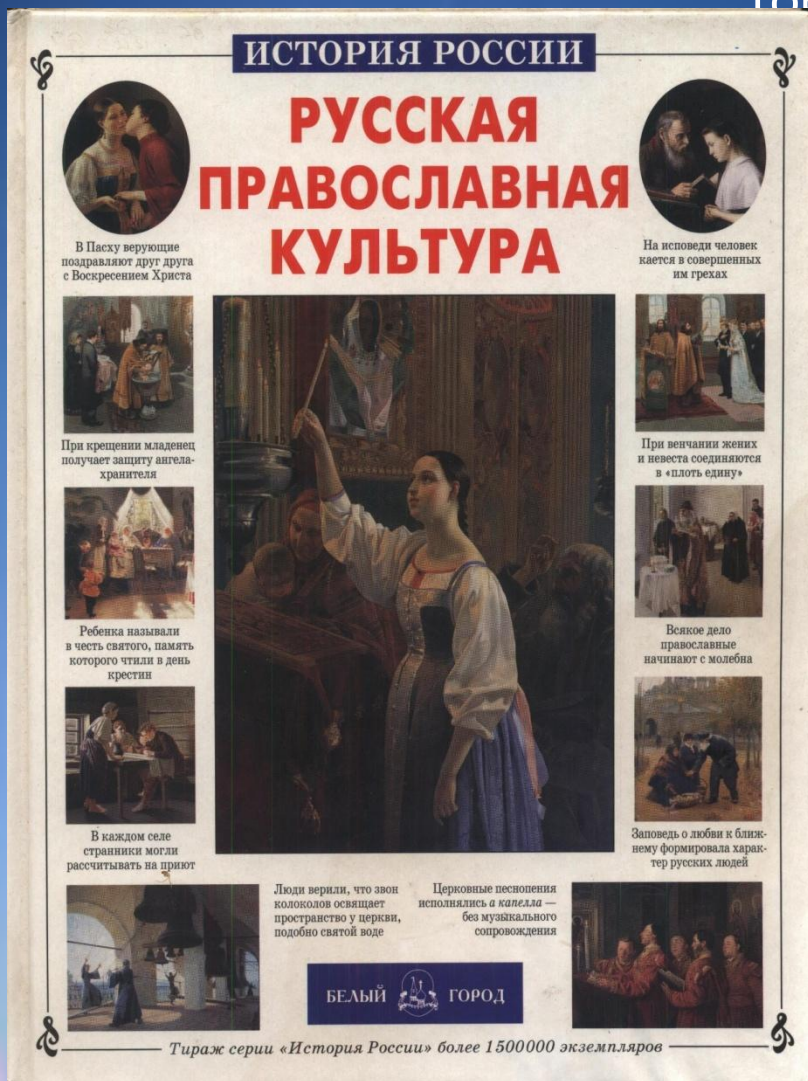 ИСТОРИЯ РОССИИ
РУССКАЯ
ПРАВОСЛАВНАЯ
КУЛЬТУРА
В Пасху верующие
поздравляют друг друга
с Воскресением Христа
На исповеди человек
кается в совершенных
им грехах
При крещении младенец
получает защиту ангела-
хранителя
При венчании жених
и невеста соединяются
в «плоть едину»
Ребенка называли
в честь святого, память
которого чтили в день
крестин
Всякое дело
православные
начинают с молебна
В каждом селе
странники могли
рассчитывать на приют
Заповедь о любви к ближ-
нему формировала харак-
тер русских людей
Люди верили, что звон
колоколов освящает
пространство у церкви,
подобно святой воде
Церковные песнопения
исполнялись а капелла —
без музыкального
сопровождения
БЕЛЫЙ ГОРОД
Тираж серии «История России» более 1500000 экземпляров